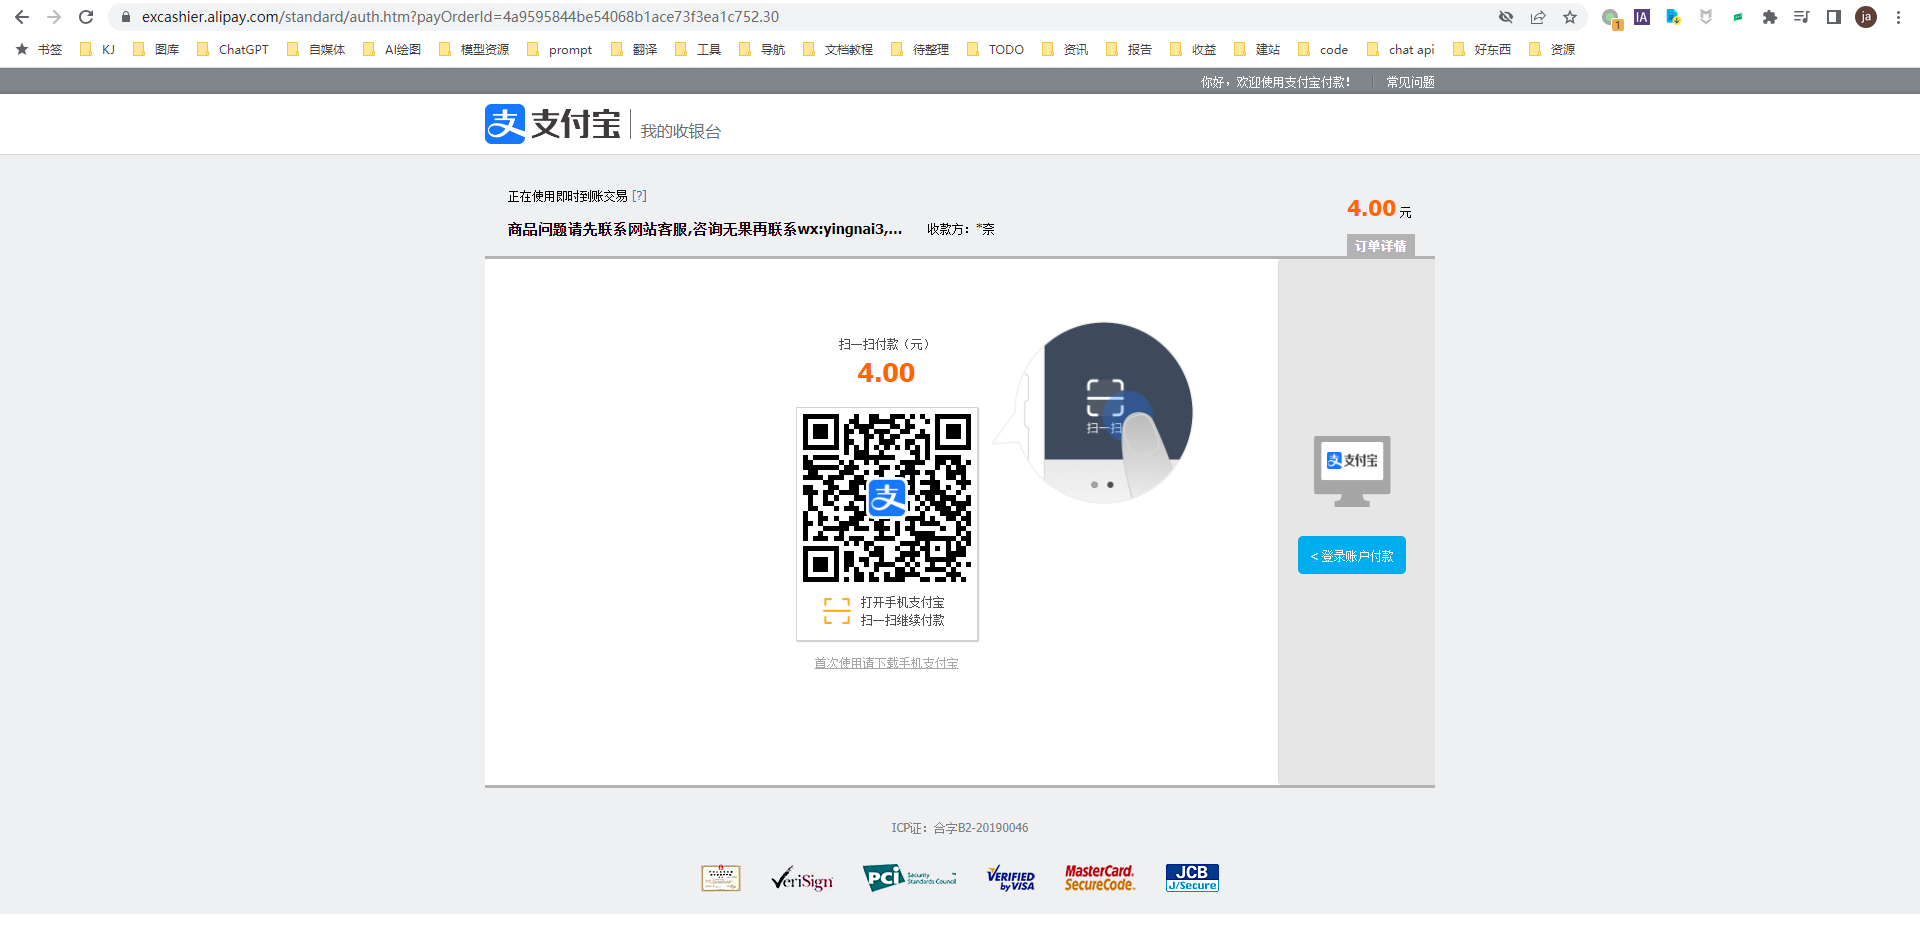 excashier.alipay.com/standard/auth.htm?payOrderId=4a9595844be54068b1ace73f3ea1c752.30
1
IA
ja
书签 KJ 图库 ChatGPT 自媒体 AI绘图 模型资源 prompt 翻译 工具 导航 文档教程 待整理 TODO 资讯 报告 收益 建站 code chat api 好东西 资源
你好，欢迎使用支付宝付款！ 常见问题
支 支付宝 我的收银台
正在使用即时到账交易 [?]
4.00 元
商品问题请先联系网站客服,咨询无果再联系wx:yingnai3,... 收款方：*奈
订单详情
扫一扫付款（元）
4.00
扫一扫
支
支 支付宝
< 登录账户付款
打开手机支付宝
扫一扫继续付款
首次使用请下载手机支付宝
ICP证：合字B2-20190046
VeriSign
PCI Security Standards Council
VERIFIED by VISA
MasterCard. SecureCode.
JCB J/Secure